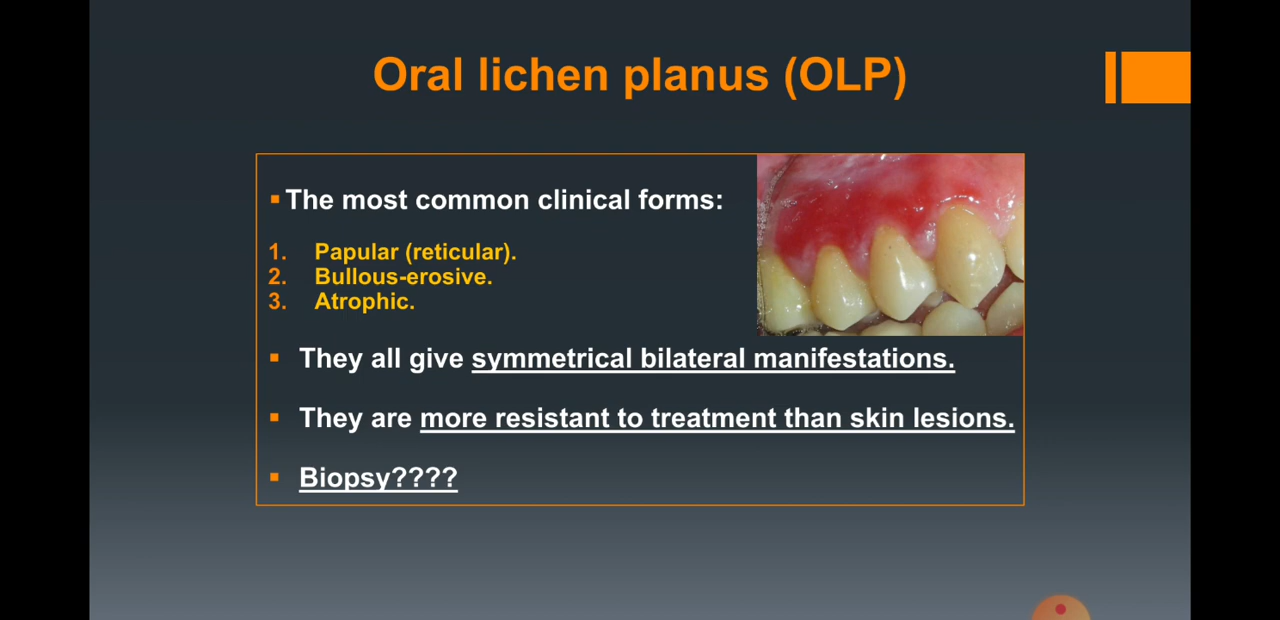 Oral lichen planus (OLP)
▪ The most common clinical forms:
1. Papular (reticular).
2. Bullous-erosive.
3. Atrophic.
▪ They all give symmetrical bilateral manifestations.
▪ They are more resistant to treatment than skin lesions.
▪ Biopsy????